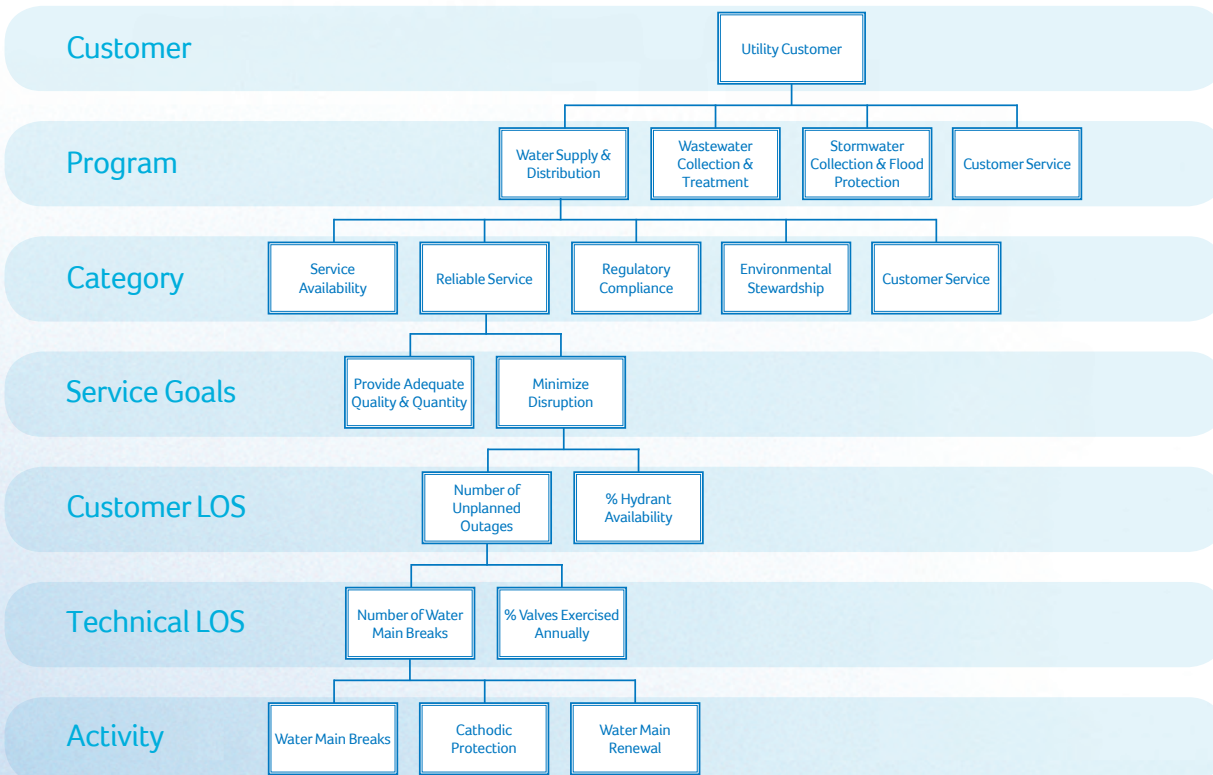 Customer
Utility Customer
Program
Water Supply &
Distribution
Wastewater
Collection &
Treatment
Stormwater
Collection & Flood
Protection
Customer Service
Category
Service
Availability
Reliable Service
Regulatory
Compliance
Environmental
Stewardship
Customer Service
Service Goals
Provide Adequate
Quality & Quantity
Minimize
Disruption
Customer LOS
Number of
Unplanned
Outages
% Hydrant
Availability
Technical LOS
Number of Water
Main Breaks
% Valves Exercised
Annually
Activity
Water Main Breaks
Cathodic
Protection
Water Main
Renewal